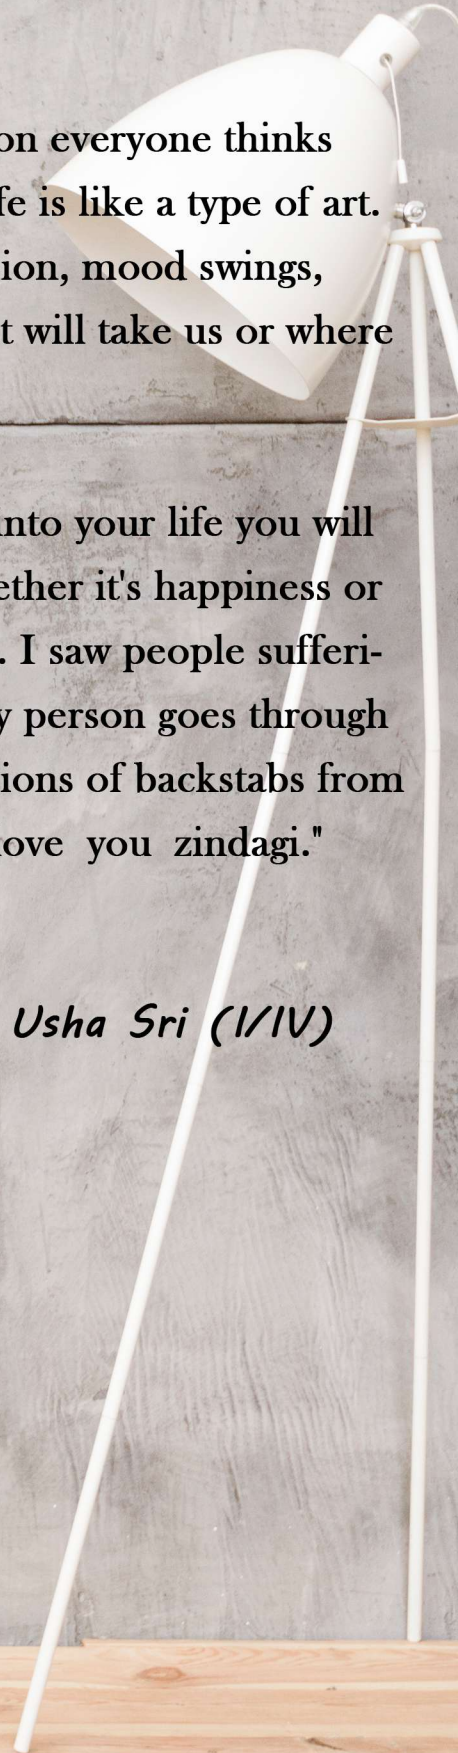 on everyone thinks
fe is like a type of art.
ion, mood swings,
t will take us or where
into your life you will
ether it's happiness or
. I saw people sufferi-
y person goes through
ions of backstabs from
love you zindagi."
Usha Sri (I/IV)